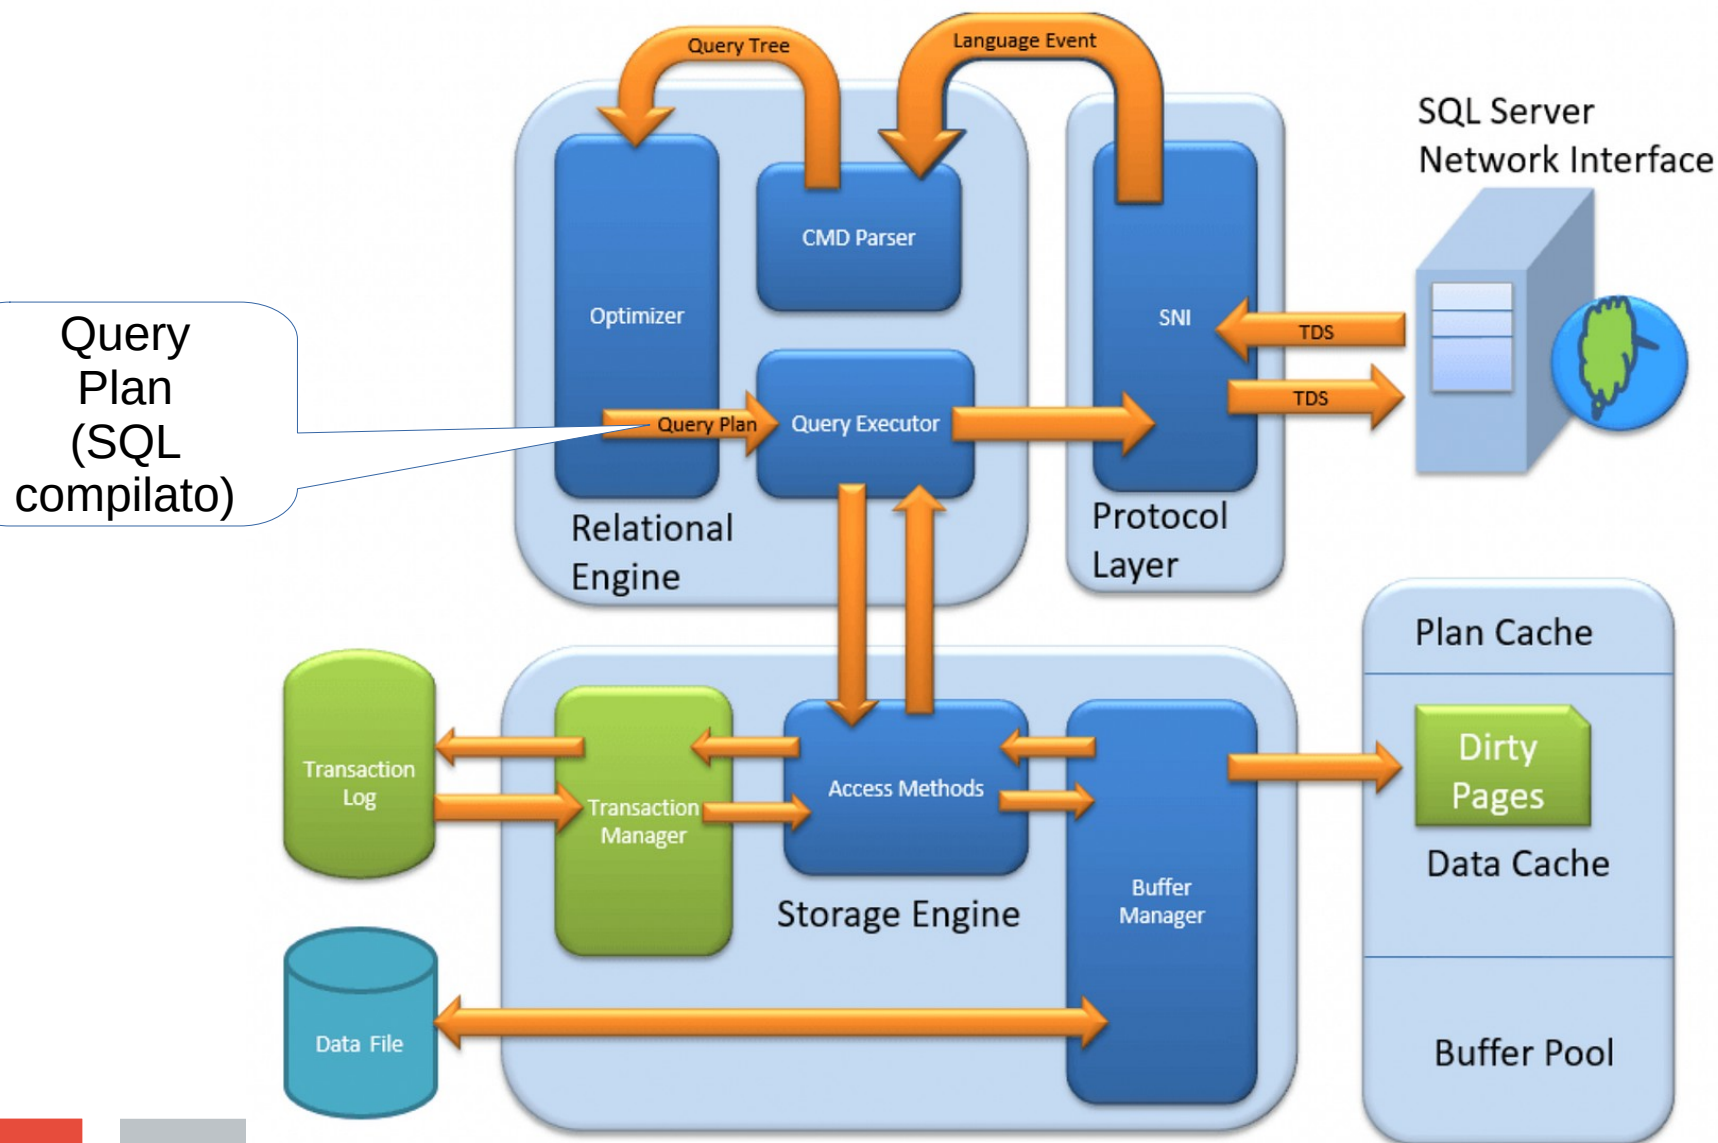 Query Tree
Language Event
SQL Server
Network Interface
CMD Parser
Optimizer
SNI
TDS
TDS
Query
Plan
(SQL
compilato)
Query Plan
Query Executor
Relational
Engine
Protocol
Layer
Plan Cache
Dirty
Pages
Data Cache
Buffer Pool
Transaction
Log
Transaction
Manager
Access Methods
Storage Engine
Buffer
Manager
Data File